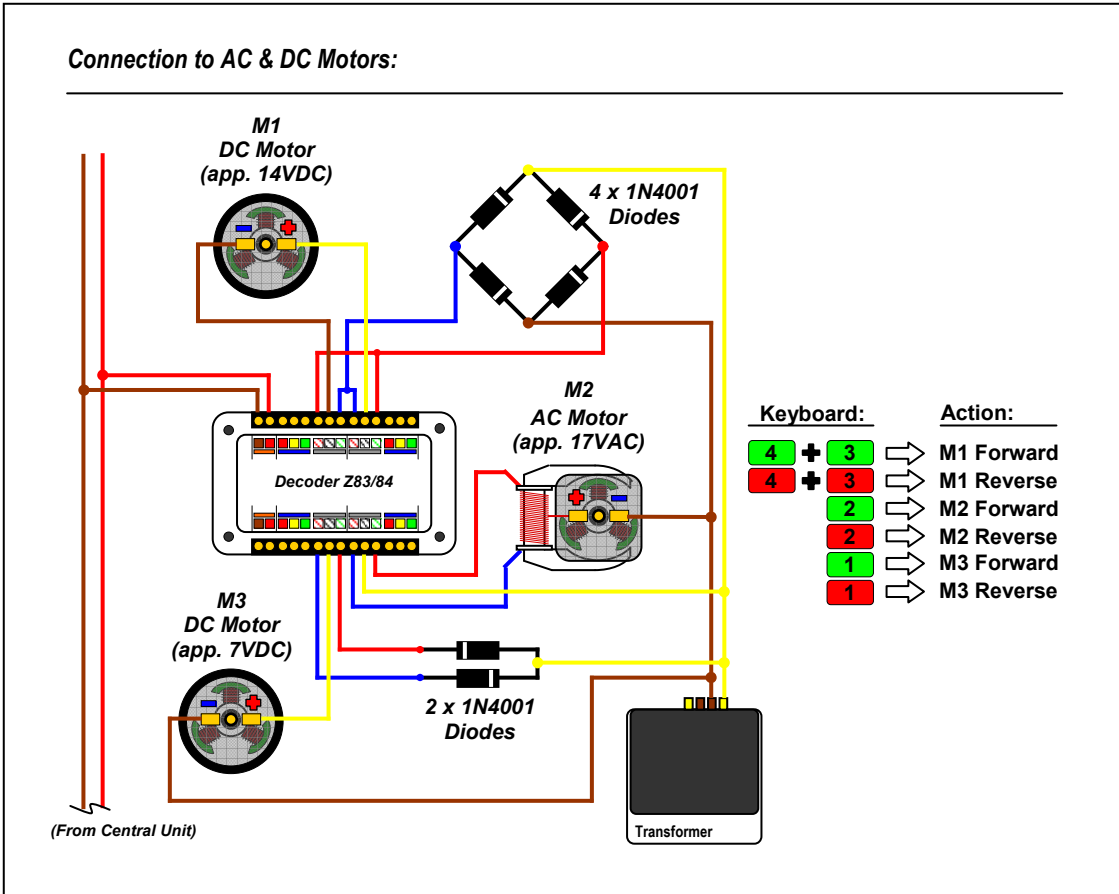 Connection to AC & DC Motors:
M1
DC Motor
(app. 14VDC)
4 x 1N4001
Diodes
M2
AC Motor
(app. 17VAC)
Decoder Z83/84
M3
DC Motor
(app. 7VDC)
2 x 1N4001
Diodes
(From Central Unit)
Transformer
Keyboard: Action:
4 + 3 M1 Forward
4 + 3 M1 Reverse
2 M2 Forward
2 M2 Reverse
1 M3 Forward
1 M3 Reverse